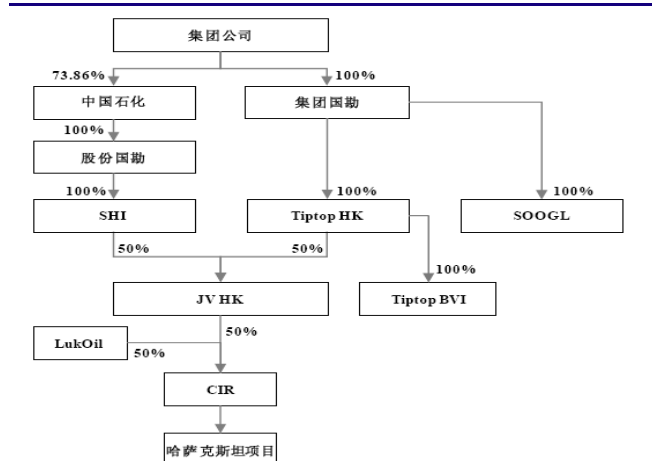 集团公司
73.86%
100%
中国石化
集团国勘
100%
股份国勘
100%
100%
100%
SHI
Tiptop HK
SOOGL
50%
50%
100%
JV HK
Tiptop BVI
50%
LukOil
50%
CIR
哈萨克斯坦项目